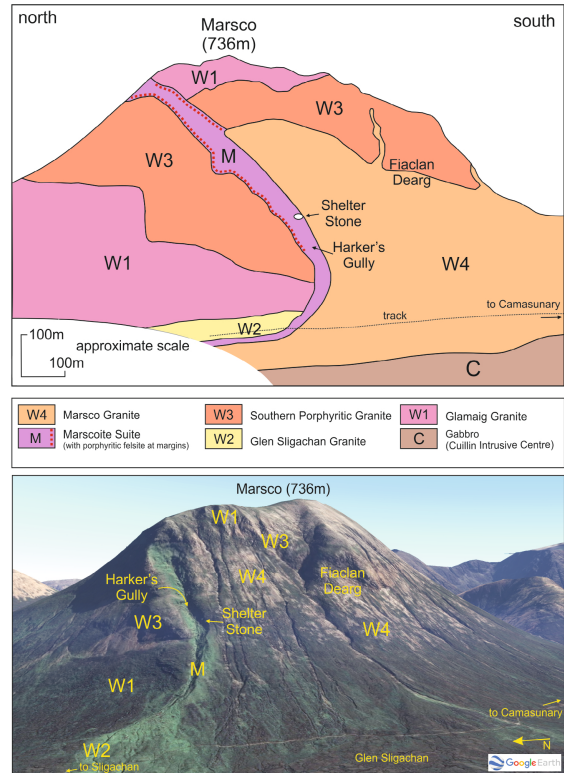 north
south
Marsco
(736m)
W1
W3
W3
M
Fiaclan
Dearg
Shelter
Stone
Harker's
Gully
W1
W4
to Camasunary
track
W2
100m
approximate scale
100m
C
W4 Marsco Granite
W3 Southern Porphyritic Granite
W1 Glamaig Granite
M Marscoite Suite
(with porphyritic felsite at margins)
W2 Glen Sligachan Granite
C Gabbro
(Cuillin Intrusive Centre)
Marsco (736m)
W1
W3
W4
Fiaclan
Dearg
Harker's
Gully
Shelter
Stone
W3
W4
M
W1
to Camasunary
W2
N
to Sligachan
Glen Sligachan
Google Earth